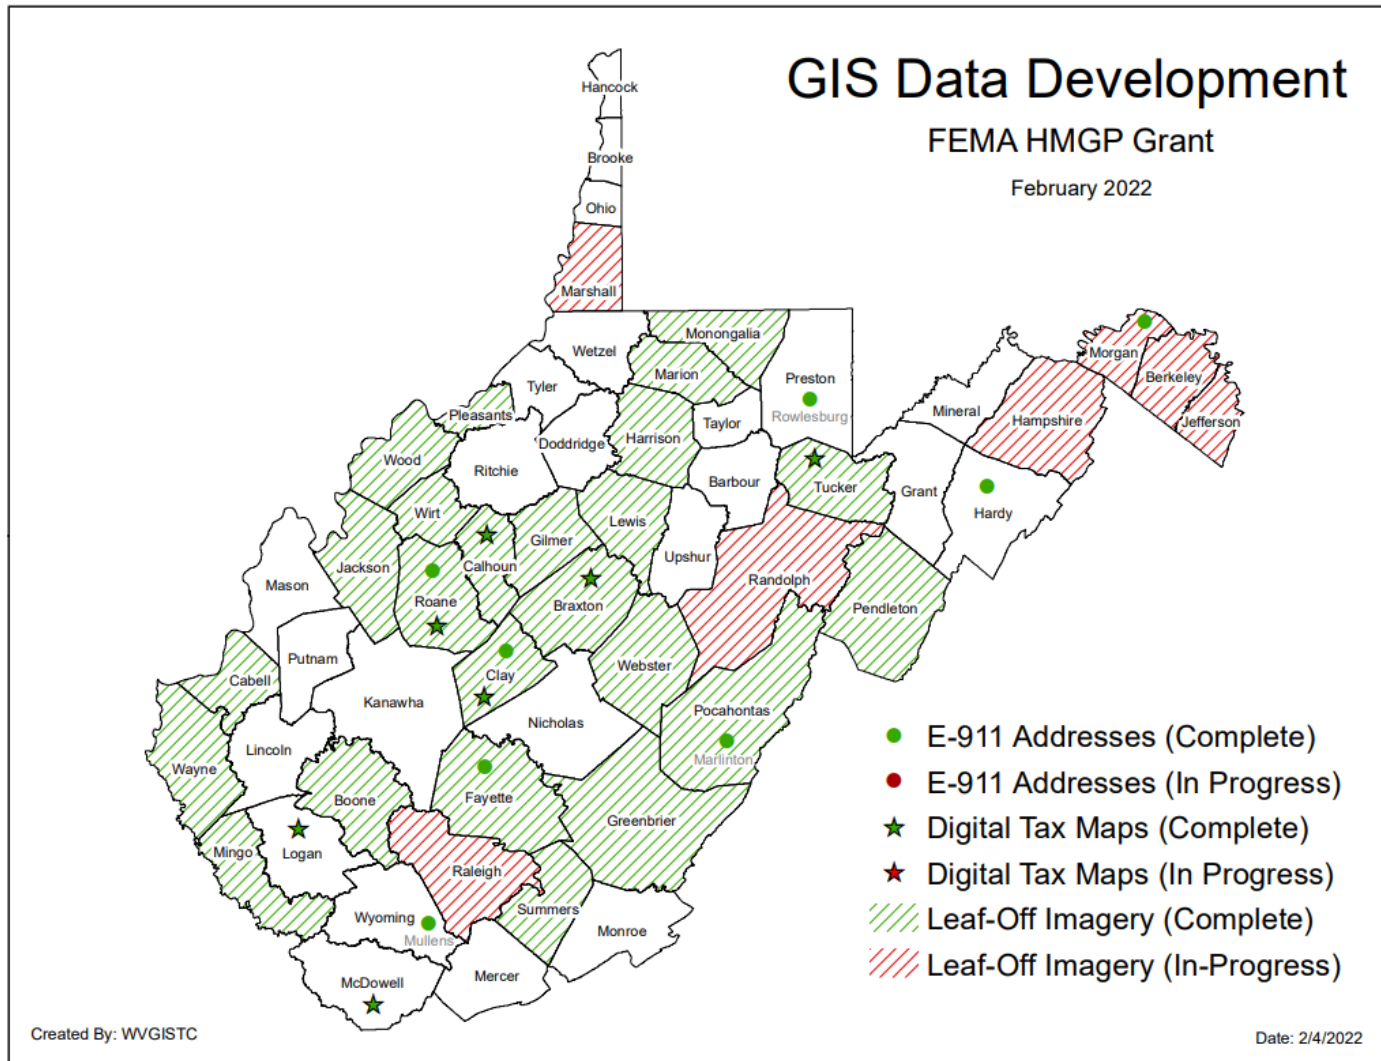 GIS Data Development
FEMA HMGP Grant
February 2022
Hancock
Brooke
Ohio
Marshall
Wetzel
Monongalia
Marion
Tyler
Preston
Rowlesburg
Morgan
Berkeley
Jefferson
Hampshire
Mineral
Pleasants
Doddridge
Harrison
Taylor
Wood
Ritchie
Barbour
Tucker
Grant
Hardy
Wirt
Gilmer
Lewis
Upshur
Jackson
Calhoun
Mason
Roane
Braxton
Randolph
Pendleton
Putnam
Cabell
Clay
Webster
Kanawha
Nicholas
Pocahontas
Marlinton
Lincoln
Wayne
Boone
Fayette
Greenbrier
Mingo
Logan
Raleigh
Wyoming
Mullens
Summers
Monroe
McDowell
Mercer
E-911 Addresses (Complete)
E-911 Addresses (In Progress)
Digital Tax Maps (Complete)
Digital Tax Maps (In Progress)
Leaf-Off Imagery (Complete)
Leaf-Off Imagery (In-Progress)
Created By: WVGISTC
Date: 2/4/2022